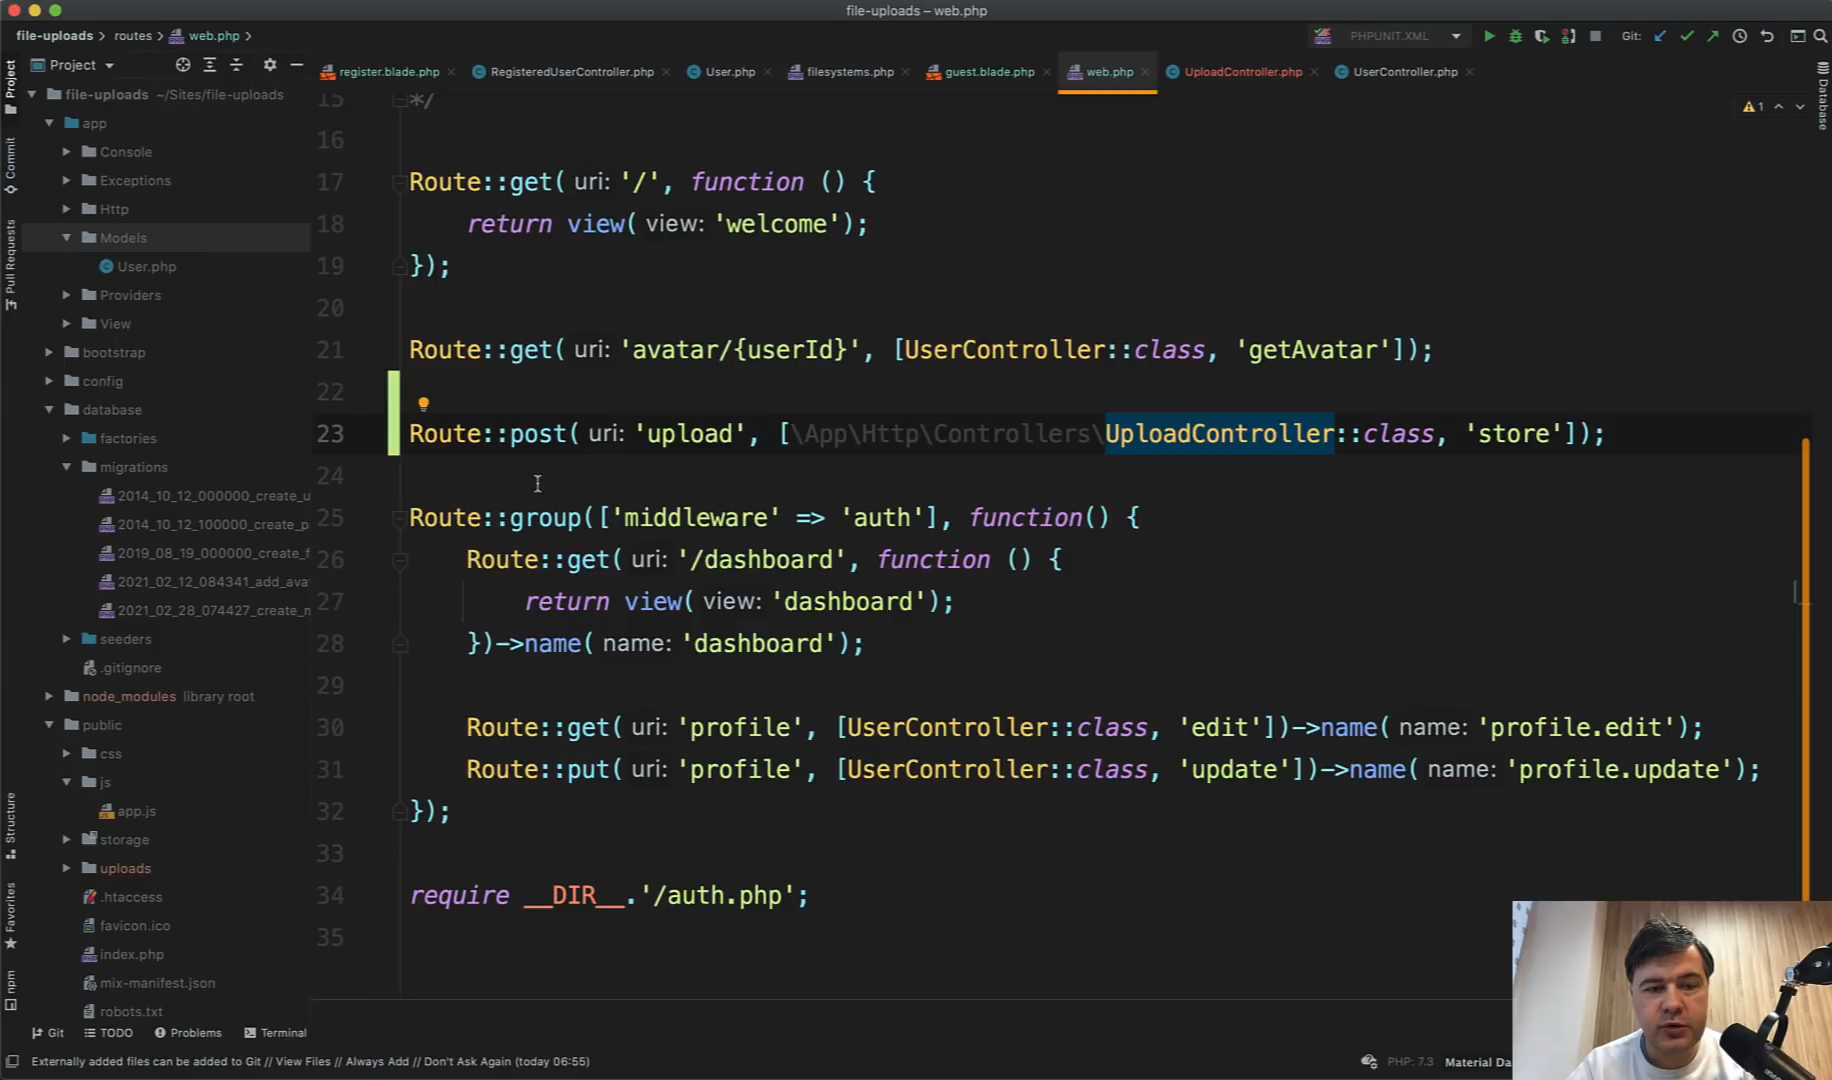 file-uploads – web.php
file-uploads routes web.php
PHPUNIT.XML Git:
Project
register.blade.php RegisteredUserController.php User.php filesystems.php guest.blade.php web.php UploadController.php UserController.php
Project
Commit
Pull Requests
Structure
Favorites
npm
Database
file-uploads ~/Sites/file-uploads
app
Console
Exceptions
Http
Models
User.php
Providers
View
bootstrap
config
database
factories
migrations
2014_10_12_000000_create_u
2014_10_12_100000_create_p
2019_08_19_000000_create_f
2021_02_12_084341_add_ava
2021_02_28_074427_create_n
seeders
.gitignore
node_modules library root
public
css
js
app.js
storage
uploads
.htaccess
favicon.ico
index.php
mix-manifest.json
robots.txt
1
15 */
16
17 Route::get( uri: '/', function () {
18 return view( view: 'welcome');
19 });
20
21 Route::get( uri: 'avatar/{userId}', [UserController::class, 'getAvatar']);
22
23 Route::post( uri: 'upload', [\App\Http\Controllers\UploadController::class, 'store']);
24
25 Route::group(['middleware' => 'auth'], function() {
26 Route::get( uri: '/dashboard', function () {
27 return view( view: 'dashboard');
28 })->name( name: 'dashboard');
29
30 Route::get( uri: 'profile', [UserController::class, 'edit'])->name( name: 'profile.edit');
31 Route::put( uri: 'profile', [UserController::class, 'update'])->name( name: 'profile.update');
32 });
33
34 require __DIR__.'/auth.php';
35
Git TODO Problems Terminal
Externally added files can be added to Git // View Files // Always Add // Don't Ask Again (today 06:55)
PHP: 7.3 Material Da